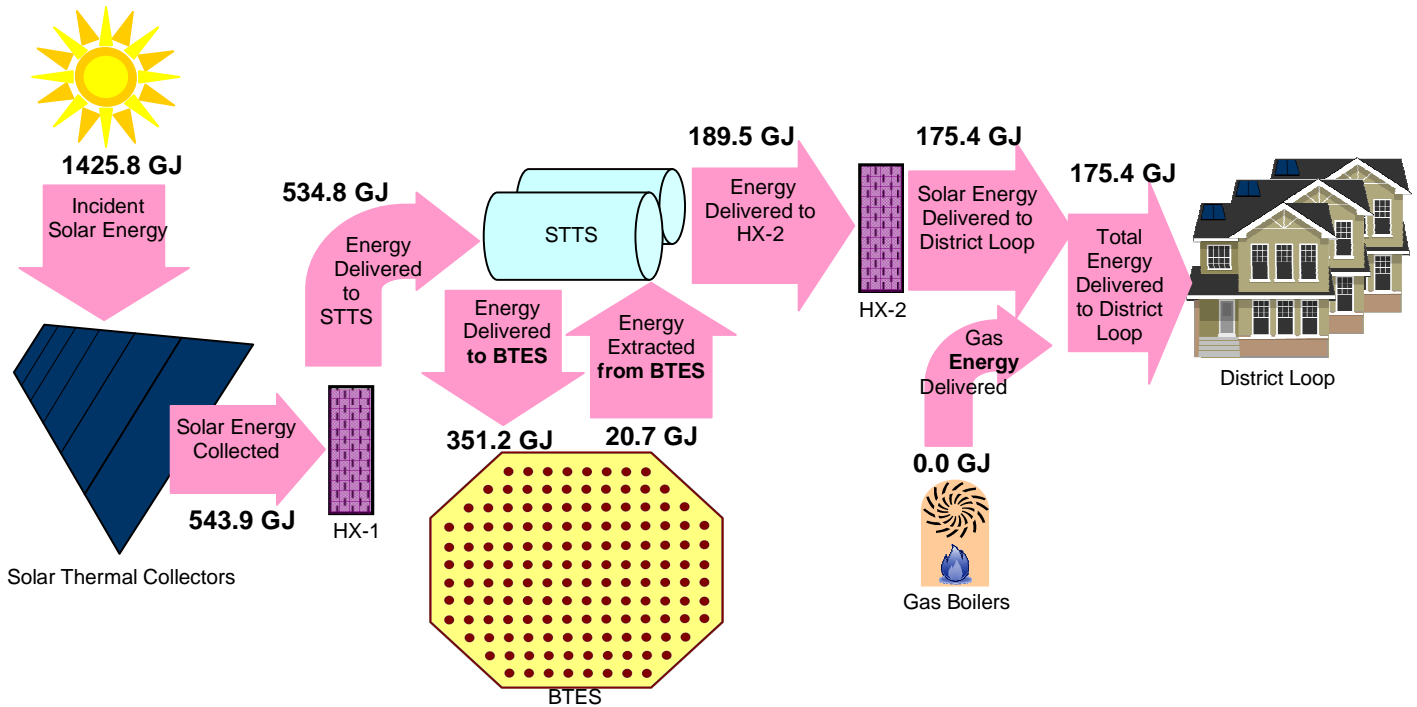 1425.8 GJ
Incident
Solar Energy
Solar Thermal Collectors
Solar Energy
Collected
543.9 GJ
HX-1
534.8 GJ
Energy
Delivered
to
STTS
STTS
Energy
Delivered
to BTES
351.2 GJ
Energy
Extracted
from BTES
20.7 GJ
BTES
189.5 GJ
Energy
Delivered to
HX-2
HX-2
175.4 GJ
Solar Energy
Delivered to
District Loop
Gas
Energy
Delivered
0.0 GJ
Gas Boilers
175.4 GJ
Total
Energy
Delivered
to District
Loop
District Loop